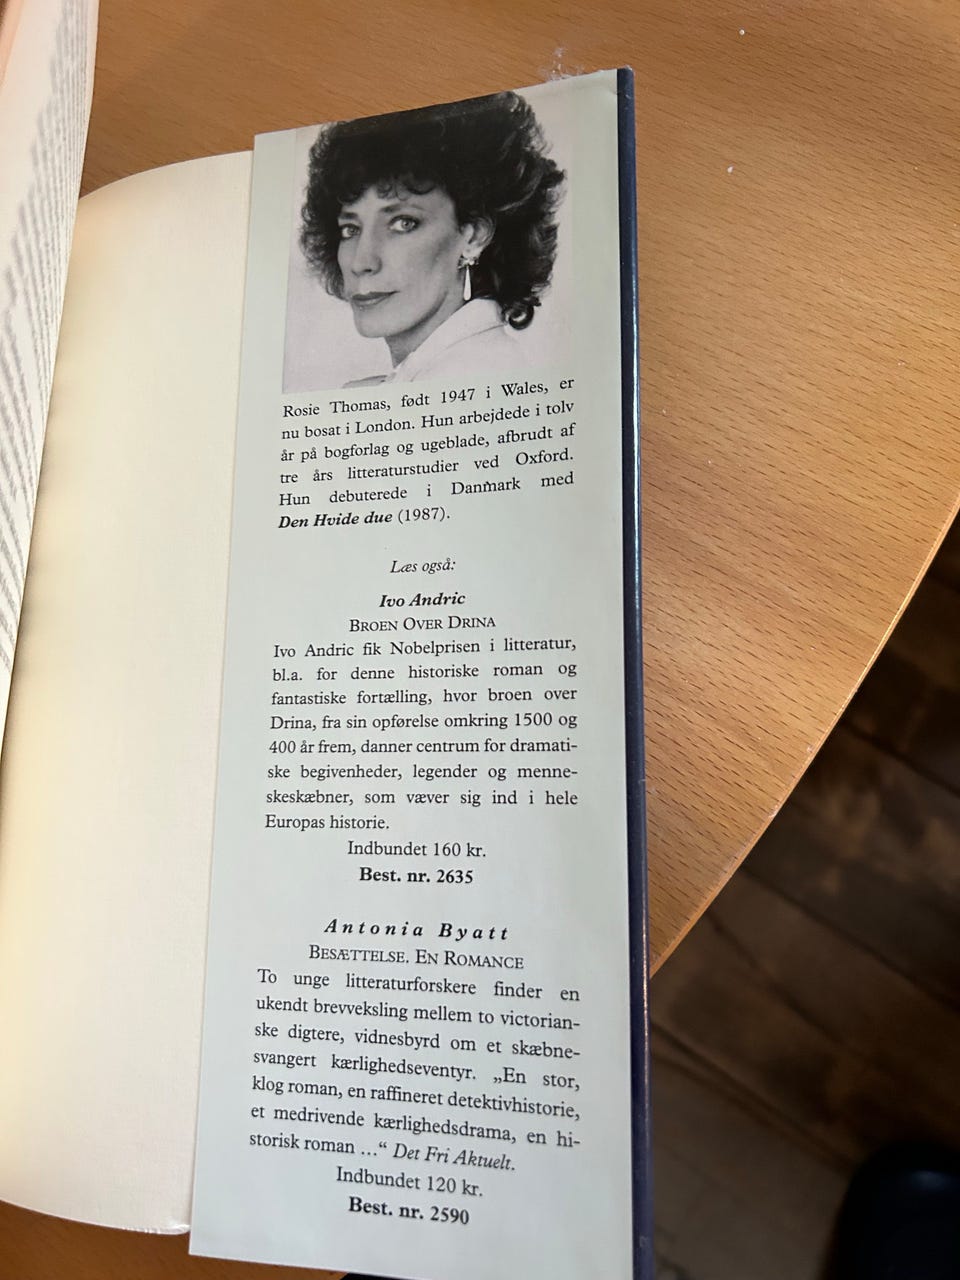 Rosie Thomas, født 1947 i Wales, er
nu bosat i London. Hun arbejdede i tolv
år på bogforlag og ugeblade, afbrudt af
tre års litteraturstudier ved Oxford.
Hun debuterede i Danmark med
Den Hvide due (1987).
Læs også:
Ivo Andric
BROEN OVER DRINA
Ivo Andric fik Nobelprisen i litteratur,
bl.a. for denne historiske roman og
fantastiske fortælling, hvor broen over
Drina, fra sin opførelse omkring 1500 og
400 år frem, danner centrum for dramati-
ske begivenheder, legender og menne-
skeskæbner, som væver sig ind i hele
Europas historie.
Indbundet 160 kr.
Best. nr. 2635
Antonia Byatt
BESÆTTELSE. EN ROMANCE
To unge litteraturforskere finder en
ukendt brevveksling mellem to victorian-
ske digtere, vidnesbyrd om et skæbne-
svangert kærlighedseventyr. „En stor,
klog roman, en raffineret detektivhistorie,
et medrivende kærlighedsdrama, en hi-
storisk roman ...“ Det Fri Aktuelt.
Indbundet 120 kr.
Best. nr. 2590